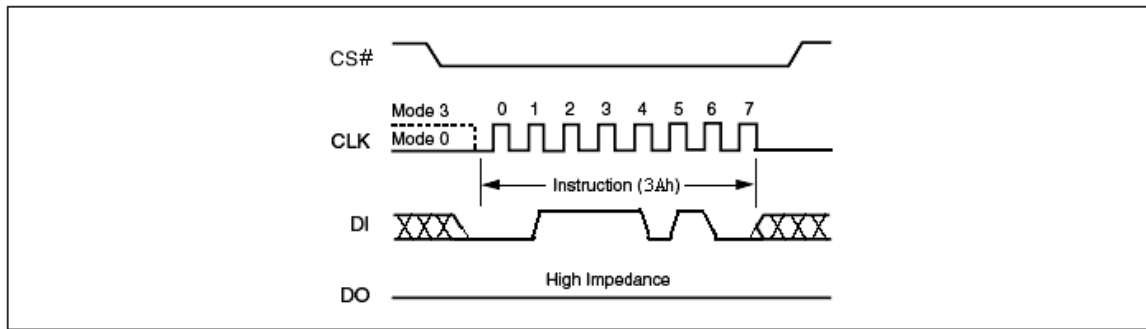 CS#
Mode 3
0 1 2 3 4 5 6 7
CLK
Mode 0
Instruction (3Ah)
DI
High Impedance
DO